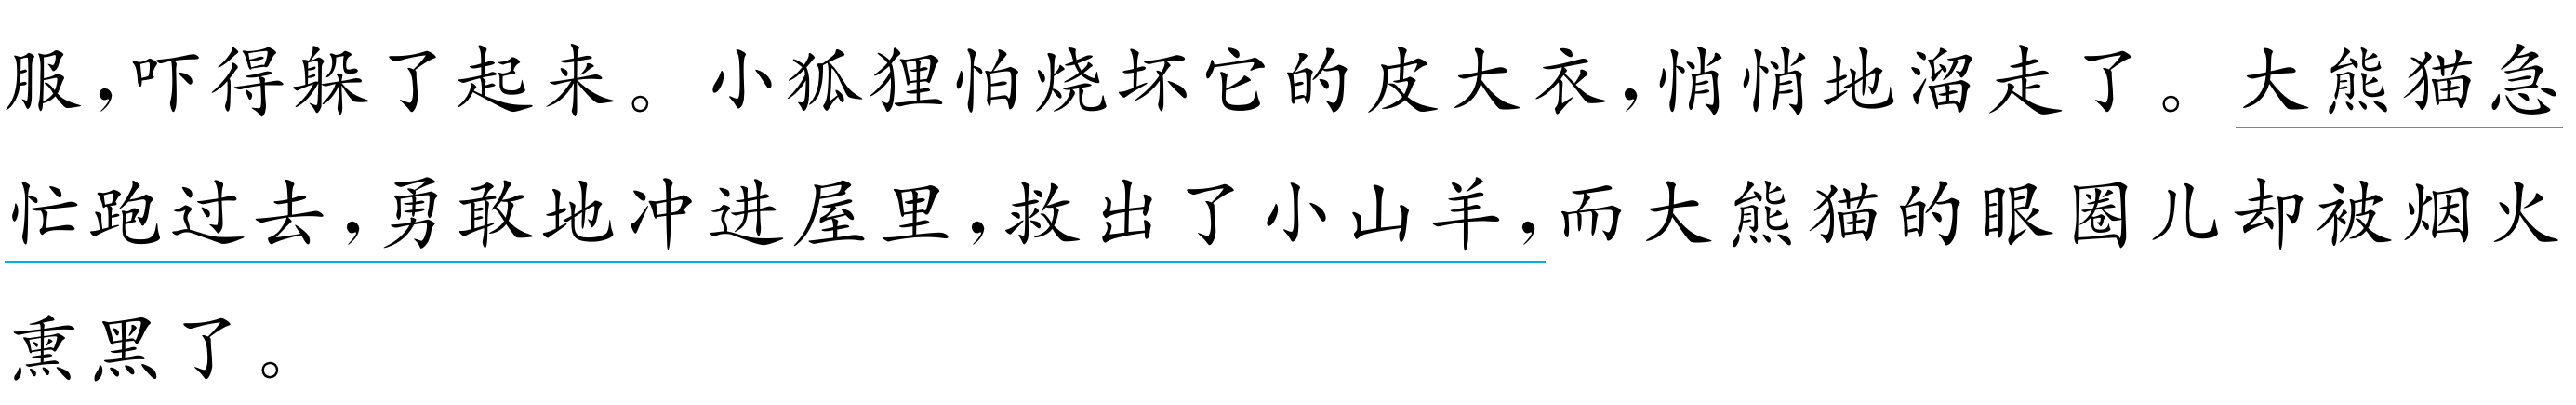 服，吓得躲了起来。小狐狸怕烧坏它的皮大衣，悄悄地溜走了。大熊猫急
忙跑过去，勇敢地冲进屋里，救出了小山羊，而大熊猫的眼圈儿却被烟火
熏黑了。